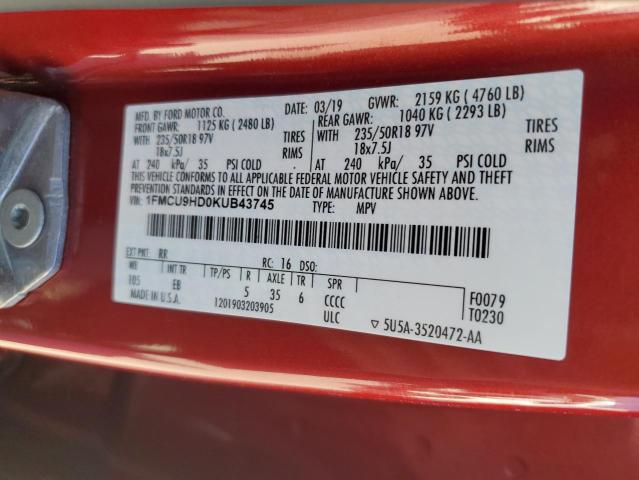 MFD. BY FORD MOTOR CO.
DATE: 03/19 GVWR: 2159 KG ( 4760 LB)
FRONT GAWR: 1125 KG ( 2480 LB) REAR GAWR: 1040 KG ( 2293 LB)
WITH 235/50R18 97V TIRES WITH 235/50R18 97V TIRES
18x7.5J RIMS 18x7.5J RIMS
AT 240 kPa/ 35 PSI COLD AT 240 kPa/ 35 PSI COLD
THIS VEHICLE CONFORMS TO ALL APPLICABLE FEDERAL MOTOR VEHICLE SAFETY AND THEFT
PREVENTION STANDARDS IN EFFECT ON THE DATE OF MANUFACTURE SHOWN ABOVE.
VIN: 1FMCU9HD0KUB43745 TYPE: MPV
EXT PNT: RR RC: 16 DSO:
WB INT TR TP/PS R AXLE TR SPR
105 EB 5 35 6 CCCC
F0079
T0230
MADE IN U.S.A. 1201903203905 ULC
▽ 5U5A-3520472-AA